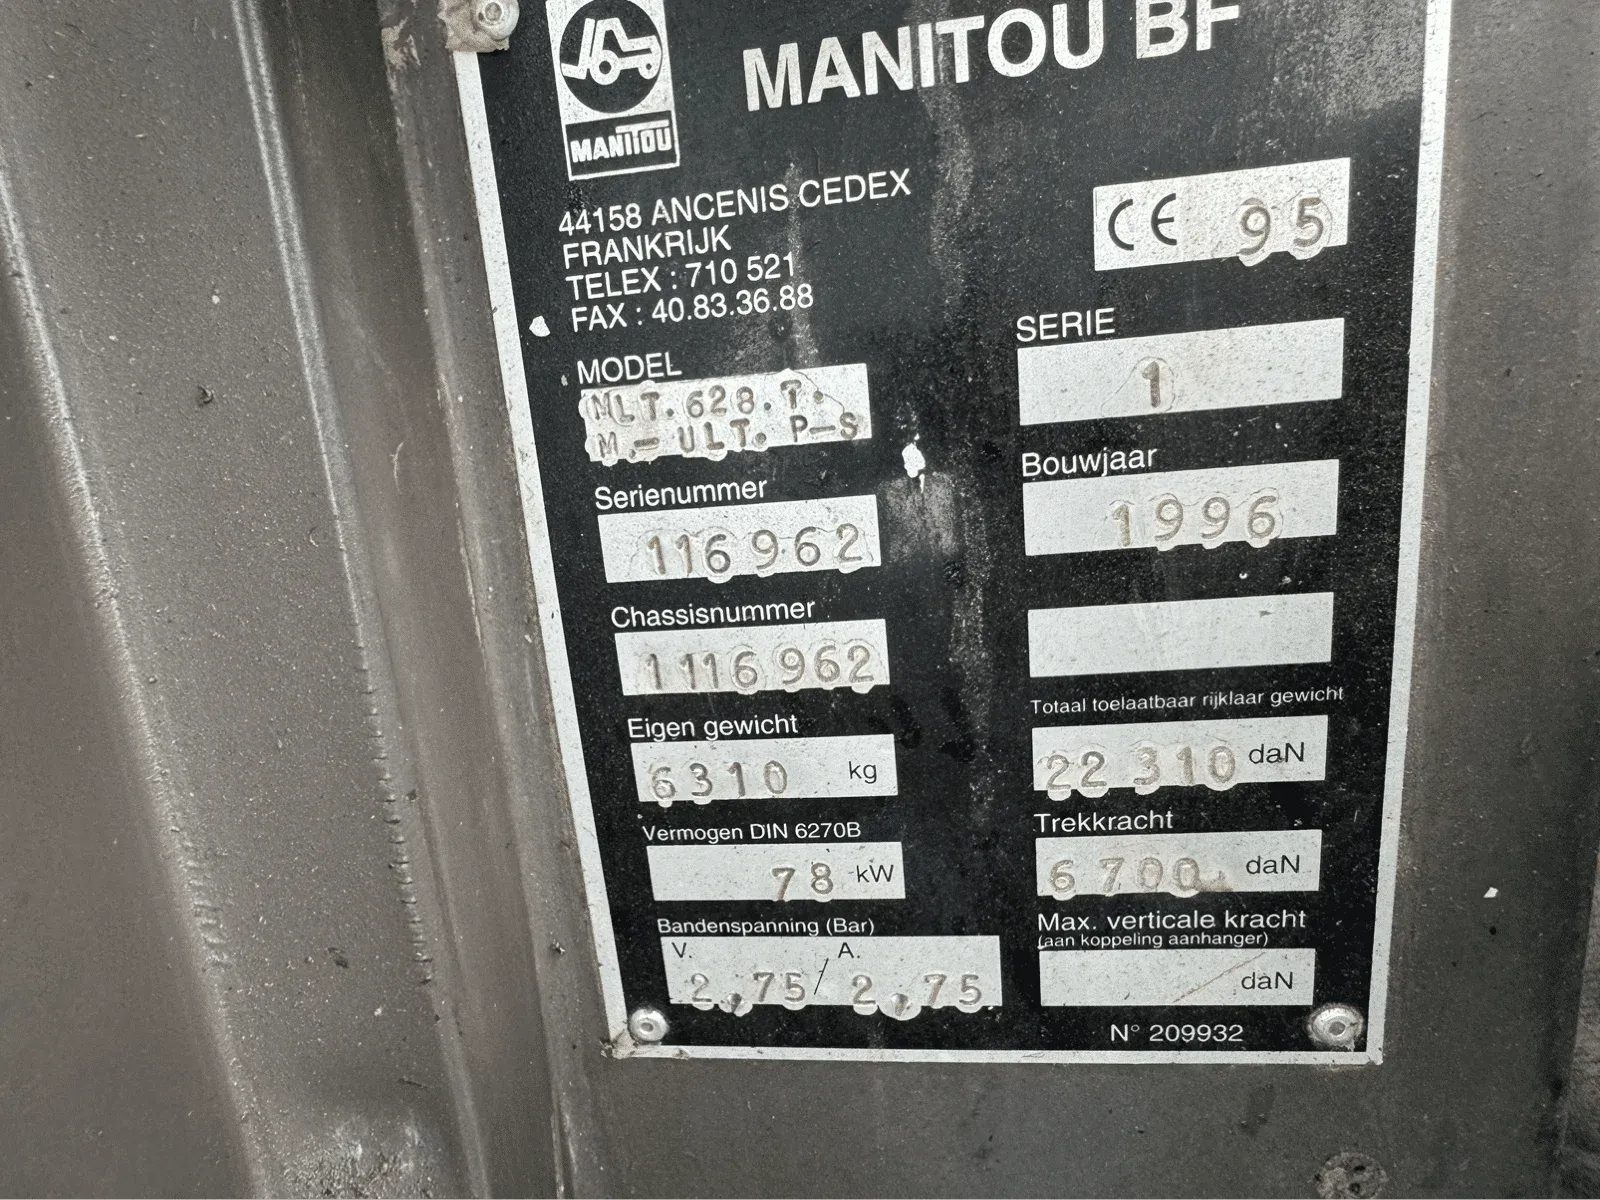 MANITOU BF
MANITOU
44158 ANCENIS CEDEX
FRANKRIJK
TELEX : 710 521
FAX : 40.83.36.88
CE 95
MODEL
MLT.628.T.
M.-ULT. P-S
SERIE
1
Serienummer
116962
Bouwjaar
1996
Chassisnummer
1116962
Eigen gewicht
6310 kg
Totaal toelaatbaar rijklaar gewicht
22 310 daN
Vermogen DIN 6270B
78 kW
Trekkracht
6700 daN
Bandenspanning (Bar)
V. A.
2,75/2,75
Max. verticale kracht
(aan koppeling aanhanger)
daN
N° 209932